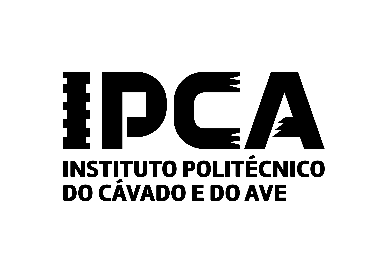 IPCA
INSTITUTO POLITÉCNICO
DO CÁVADO E DO AVE